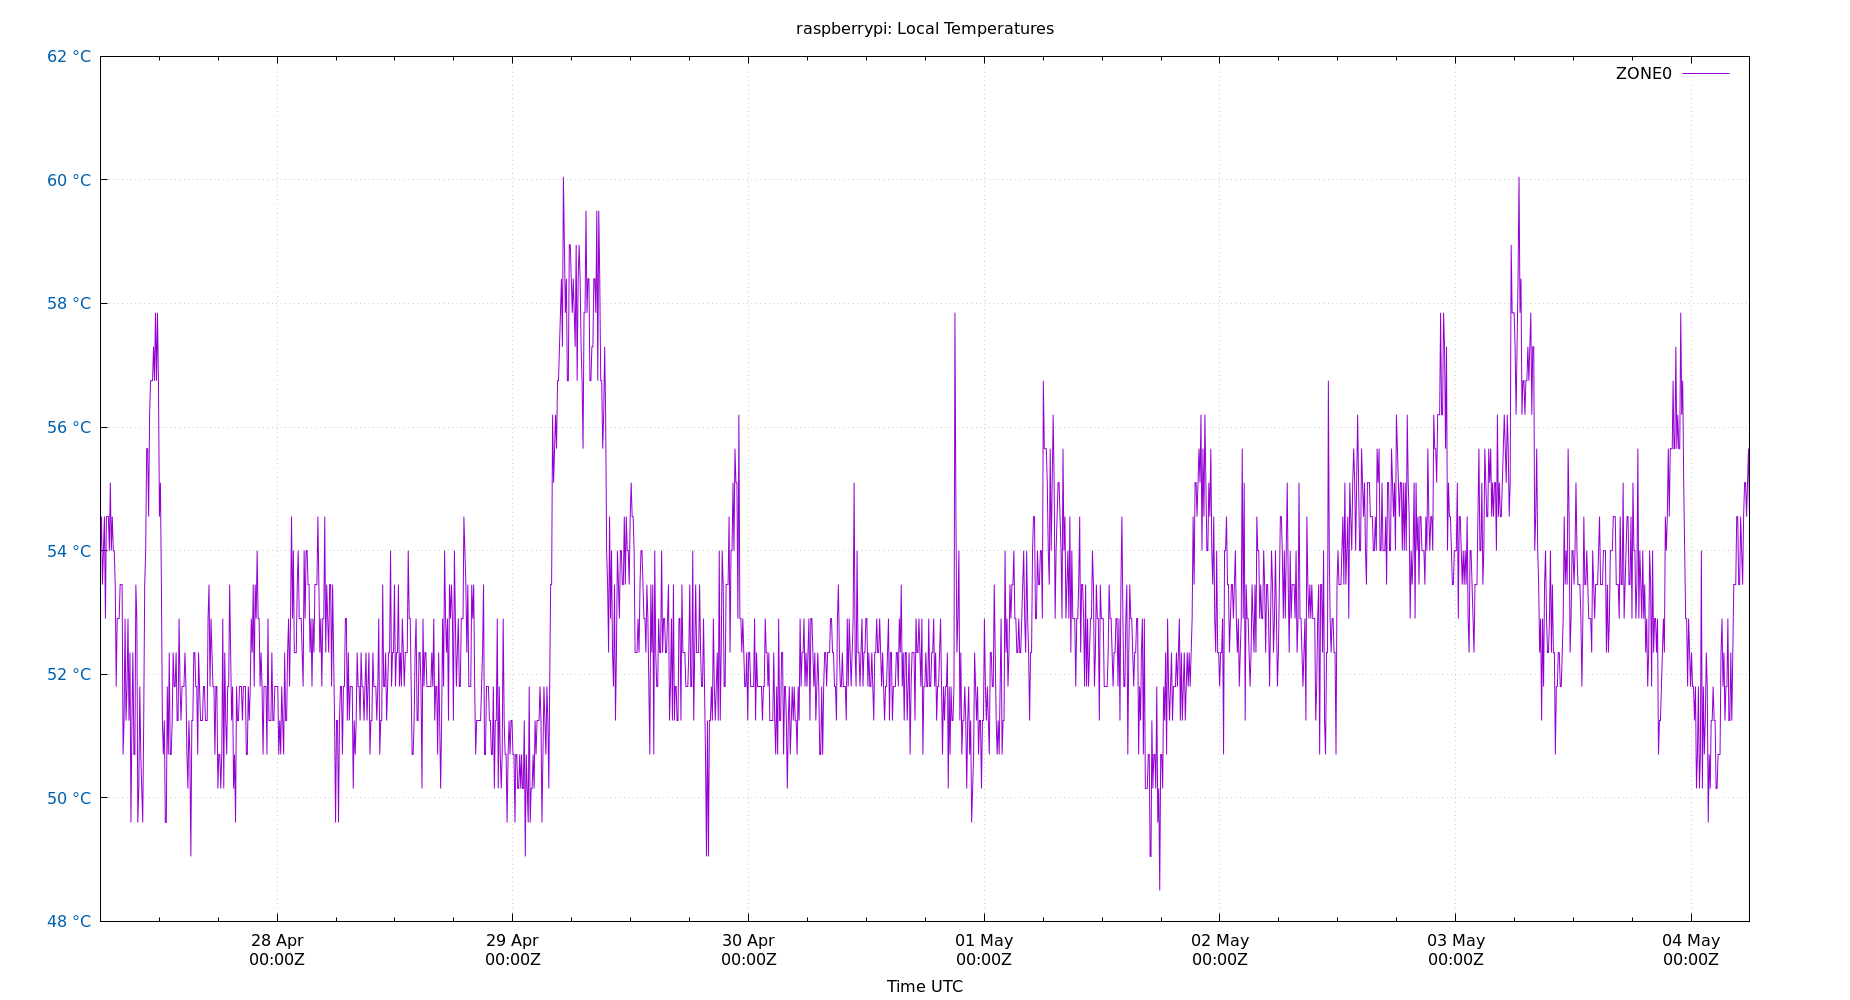 raspberrypi: Local Temperatures
ZONE0
62 °C
60 °C
58 °C
56 °C
54 °C
52 °C
50 °C
48 °C
28 Apr
00:00Z
29 Apr
00:00Z
30 Apr
00:00Z
01 May
00:00Z
02 May
00:00Z
03 May
00:00Z
04 May
00:00Z
Time UTC